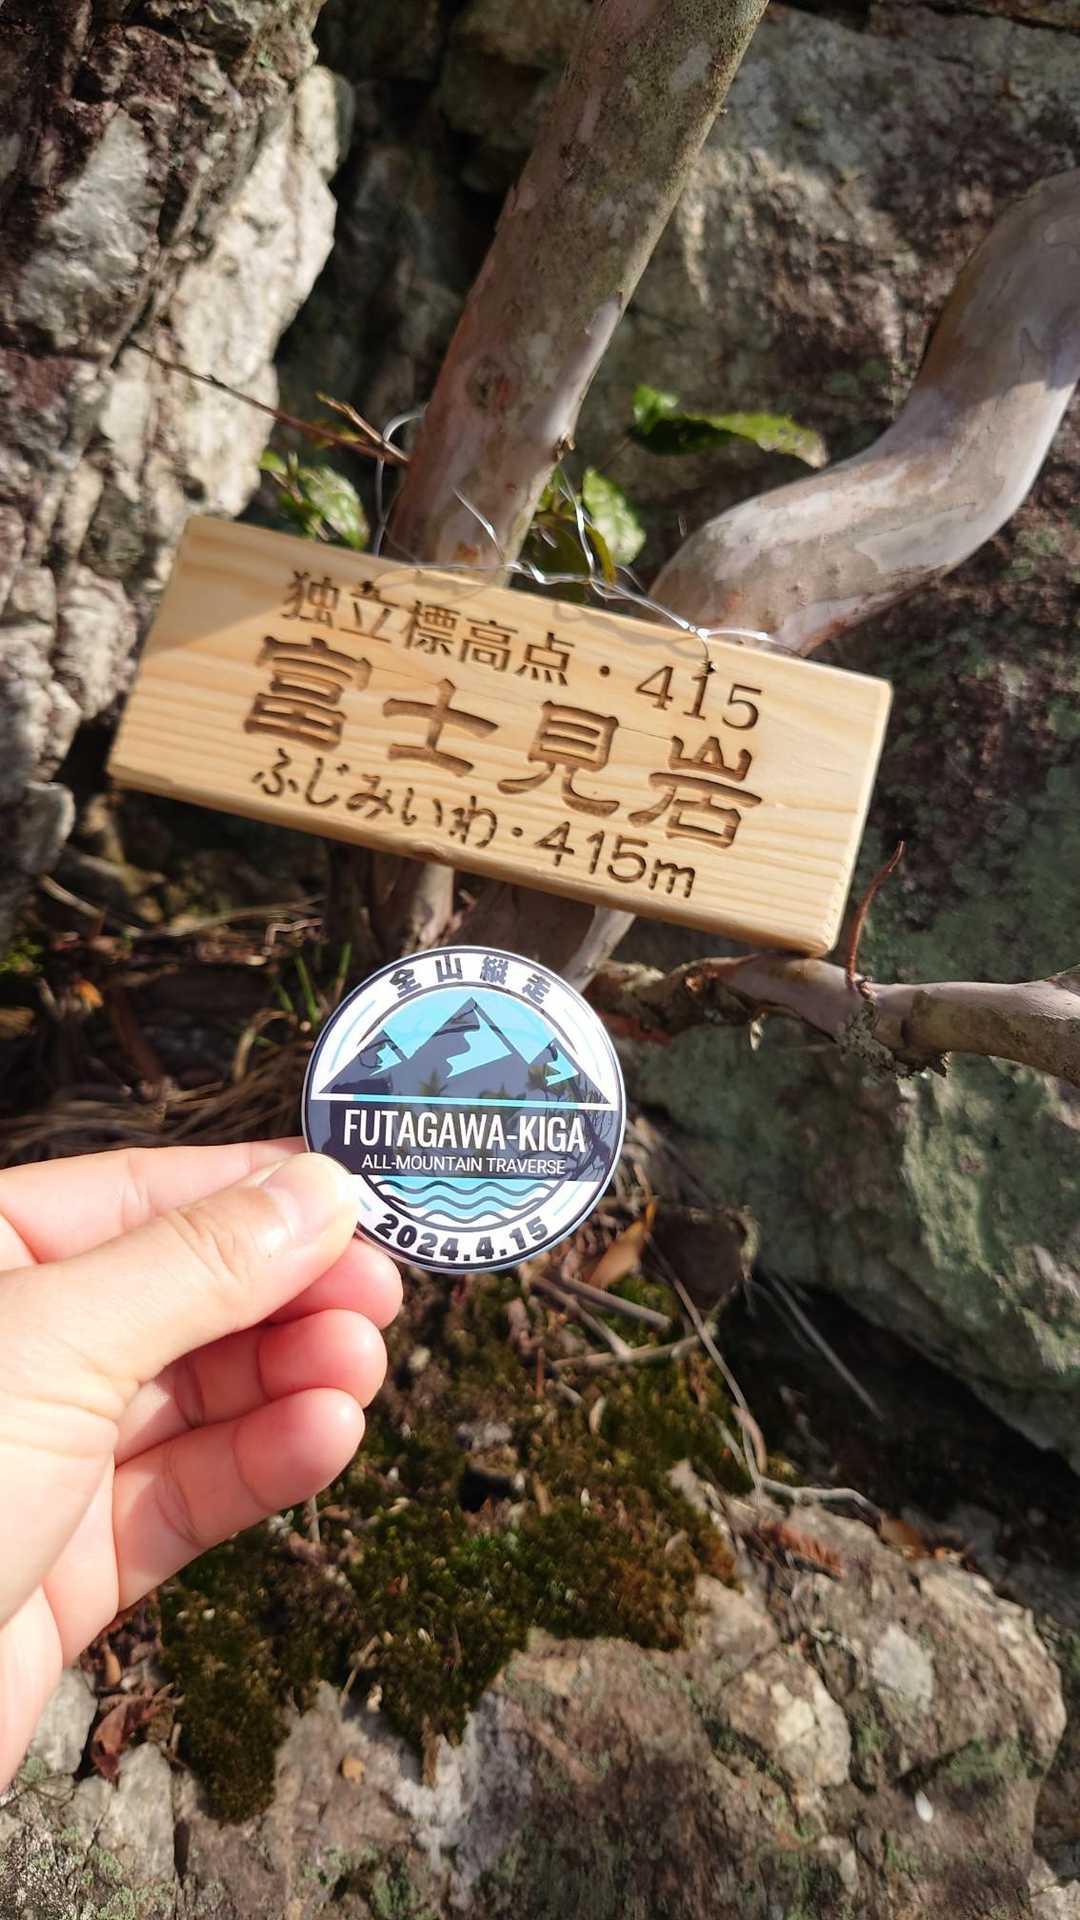 独立標高点・415
富士見岩
ふじみいわ・415m
全山縦走
FUTAGAWA-KIGA
ALL-MOUNTAIN TRAVERSE
2024.4.15